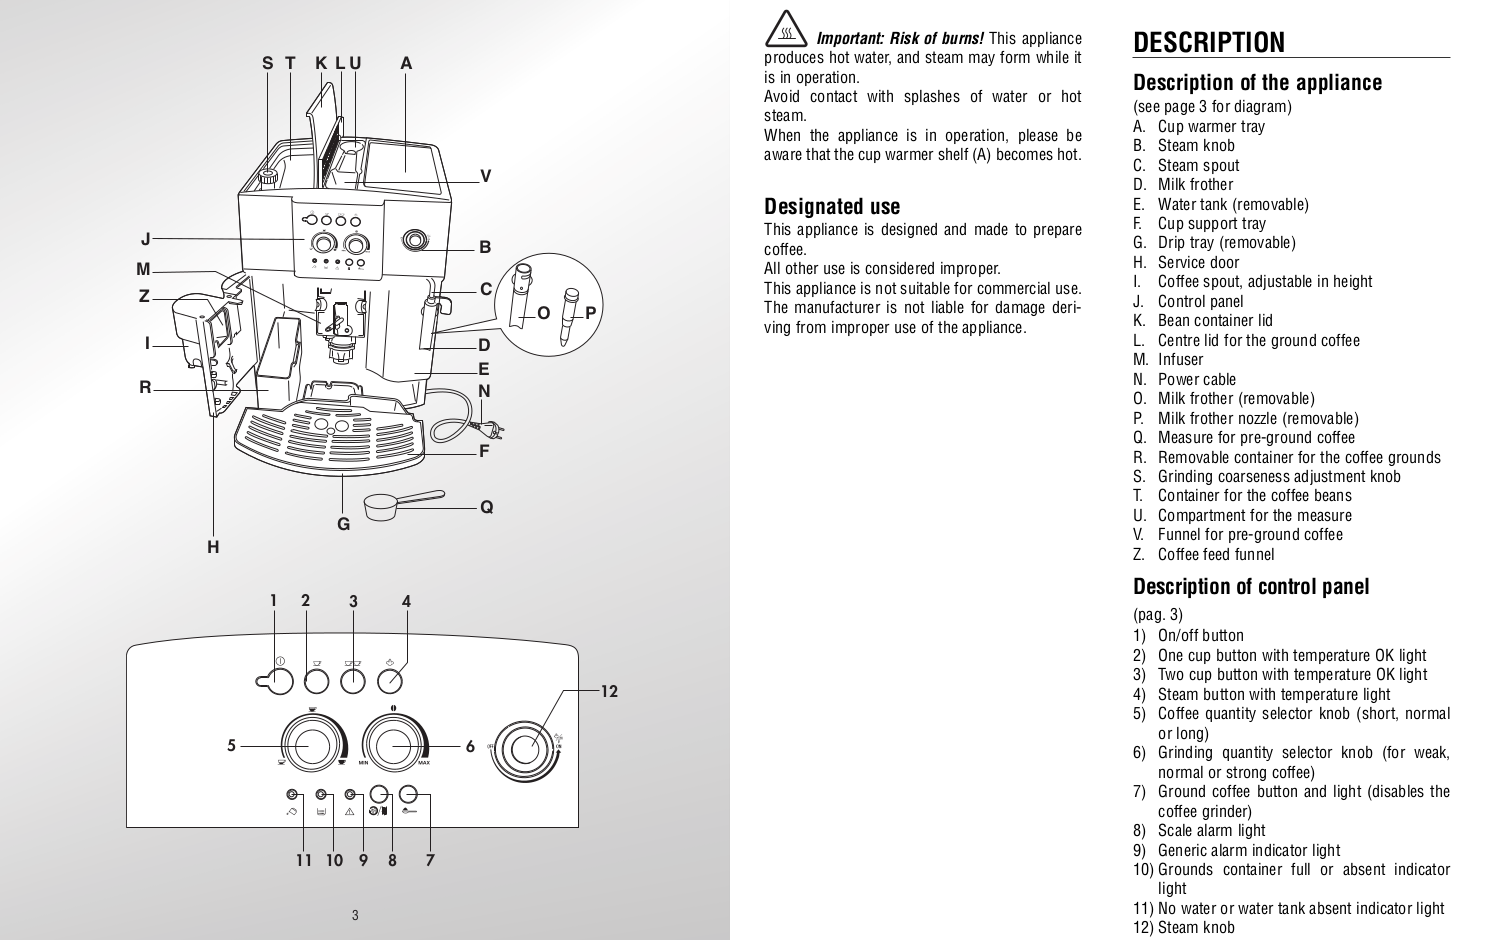 S T K L U A
V
J
B
M
Z
C
O
P
I
D
E
R
N
F
Q
G
H
1 2 3 4
12
5
6
OFF
ON
MIN
MAX
11 10 9 8 7
3
Important: Risk of burns! This appliance
produces hot water, and steam may form while it
is in operation.
Avoid contact with splashes of water or hot
steam.
When the appliance is in operation, please be
aware that the cup warmer shelf (A) becomes hot.
Designated use
This appliance is designed and made to prepare
coffee.
All other use is considered improper.
This appliance is not suitable for commercial use.
The manufacturer is not liable for damage deri-
ving from improper use of the appliance.
DESCRIPTION
Description of the appliance
(see page 3 for diagram)
A. Cup warmer tray
B. Steam knob
C. Steam spout
D. Milk frother
E. Water tank (removable)
F. Cup support tray
G. Drip tray (removable)
H. Service door
I. Coffee spout, adjustable in height
J. Control panel
K. Bean container lid
L. Centre lid for the ground coffee
M. Infuser
N. Power cable
O. Milk frother (removable)
P. Milk frother nozzle (removable)
Q. Measure for pre-ground coffee
R. Removable container for the coffee grounds
S. Grinding coarseness adjustment knob
T. Container for the coffee beans
U. Compartment for the measure
V. Funnel for pre-ground coffee
Z. Coffee feed funnel
Description of control panel
(pag. 3)
1) On/off button
2) One cup button with temperature OK light
3) Two cup button with temperature OK light
4) Steam button with temperature light
5) Coffee quantity selector knob (short, normal
or long)
6) Grinding quantity selector knob (for weak,
normal or strong coffee)
7) Ground coffee button and light (disables the
coffee grinder)
8) Scale alarm light
9) Generic alarm indicator light
10) Grounds container full or absent indicator
light
11) No water or water tank absent indicator light
12) Steam knob